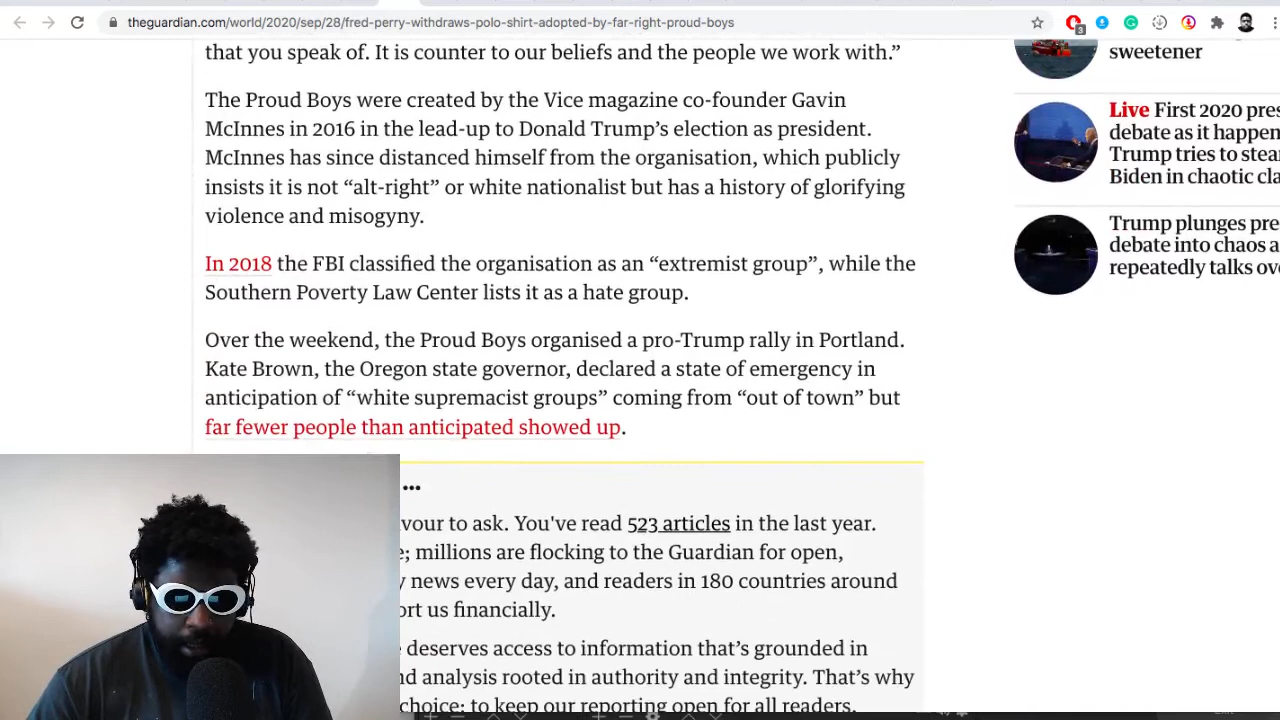 theguardian.com/world/2020/sep/28/fred-perry-withdraws-polo-shirt-adopted-by-far-right-proud-boys
3
that you speak of. It is counter to our beliefs and the people we work with.”
The Proud Boys were created by the Vice magazine co-founder Gavin
McInnes in 2016 in the lead-up to Donald Trump’s election as president.
McInnes has since distanced himself from the organisation, which publicly
insists it is not “alt-right” or white nationalist but has a history of glorifying
violence and misogyny.
In 2018 the FBI classified the organisation as an “extremist group”, while the
Southern Poverty Law Center lists it as a hate group.
Over the weekend, the Proud Boys organised a pro-Trump rally in Portland.
Kate Brown, the Oregon state governor, declared a state of emergency in
anticipation of “white supremacist groups” coming from “out of town” but
far fewer people than anticipated showed up.
...
vour to ask. You've read 523 articles in the last year.
; millions are flocking to the Guardian for open,
news every day, and readers in 180 countries around
ort us financially.
deserves access to information that’s grounded in
nd analysis rooted in authority and integrity. That’s why
choice: to keep our reporting open for all readers.
sweetener
Live First 2020 pres
debate as it happen
Trump tries to stea
Biden in chaotic cla
Trump plunges pre
debate into chaos a
repeatedly talks ov